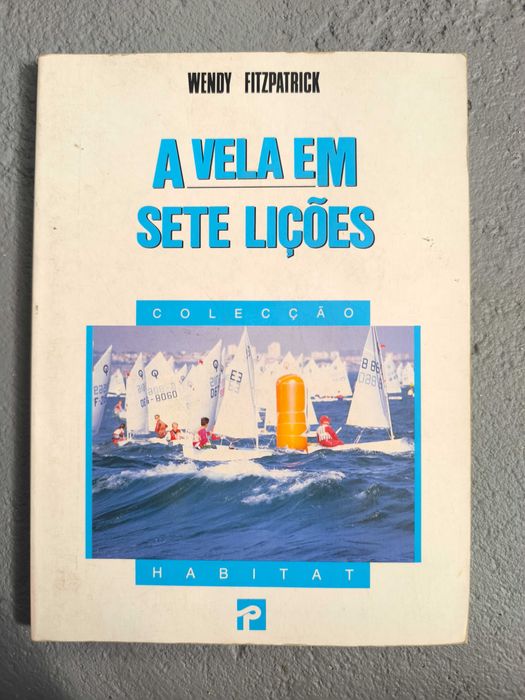 WENDY FITZPATRICK
A VELA EM
SETE LIÇÕES
COLECÇÃO
HABITAT